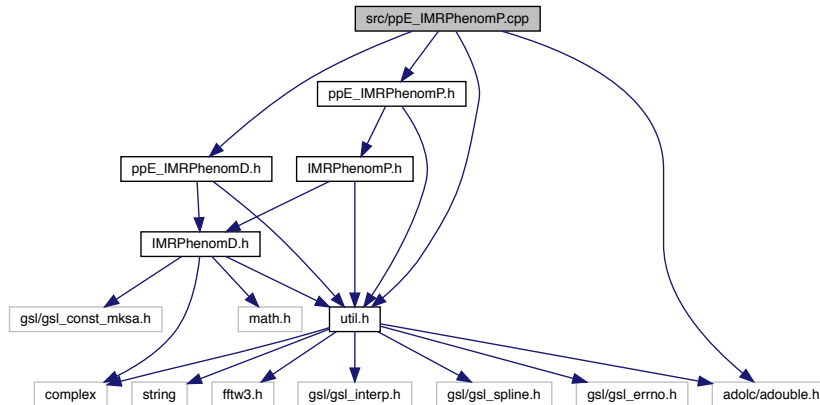 src/ppE_IMRPhenomP.cpp
ppE_IMRPhenomP.h
ppE_IMRPhenomD.h
IMRPhenomP.h
IMRPhenomD.h
gsl/gsl_const_mksa.h
math.h
util.h
complex
string
fftw3.h
gsl/gsl_interp.h
gsl/gsl_spline.h
gsl/gsl_errno.h
adolc/adouble.h